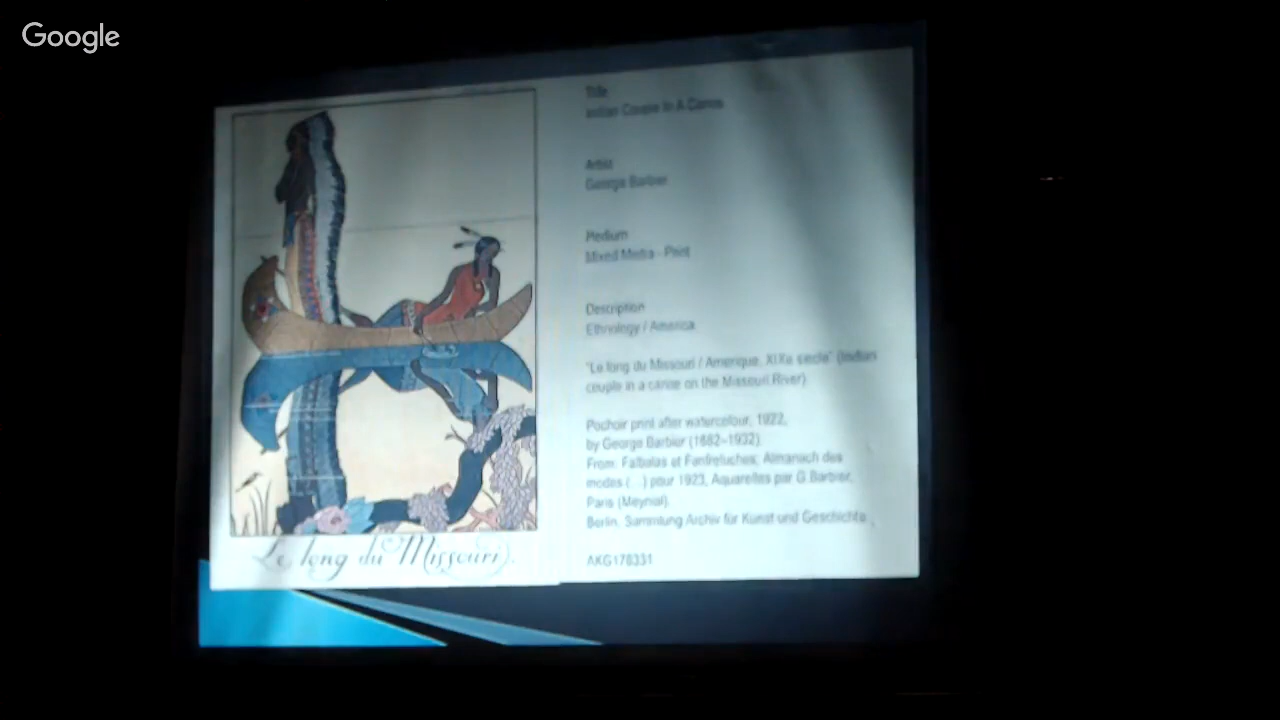 Google
Title
Indian Couple In A Canoe
Artist
George Barbier
Medium
Mixed Media - Print
Description
Ethnology / America
"Le long du Missouri / Amerique, XIXe siecle" (Indian
couple in a canoe on the Missouri River).
Pochoir print after watercolour, 1922,
by George Barbier (1882–1932).
From: Falbalas et Fanfreluches; Almanach des
modes (...) pour 1923, Aquarelles par G.Barbier,
Paris (Meynial).
Berlin, Sammlung Archiv für Kunst und Geschichte
AKG178331
Le long du Missouri.